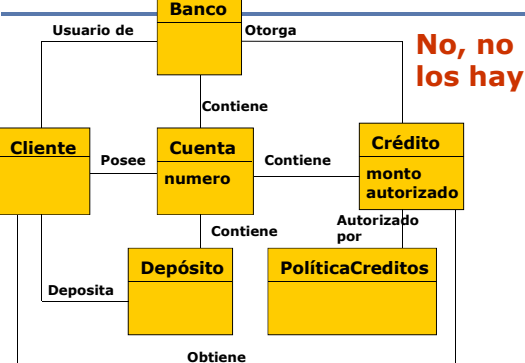 Banco
Usuario de
Otorga
No, no
los hay
Contiene
Cliente
Posee
Cuenta
numero
Contiene
Crédito
monto
autorizado
Contiene
Autorizado
por
Depósito
PolíticaCreditos
Deposita
Obtiene